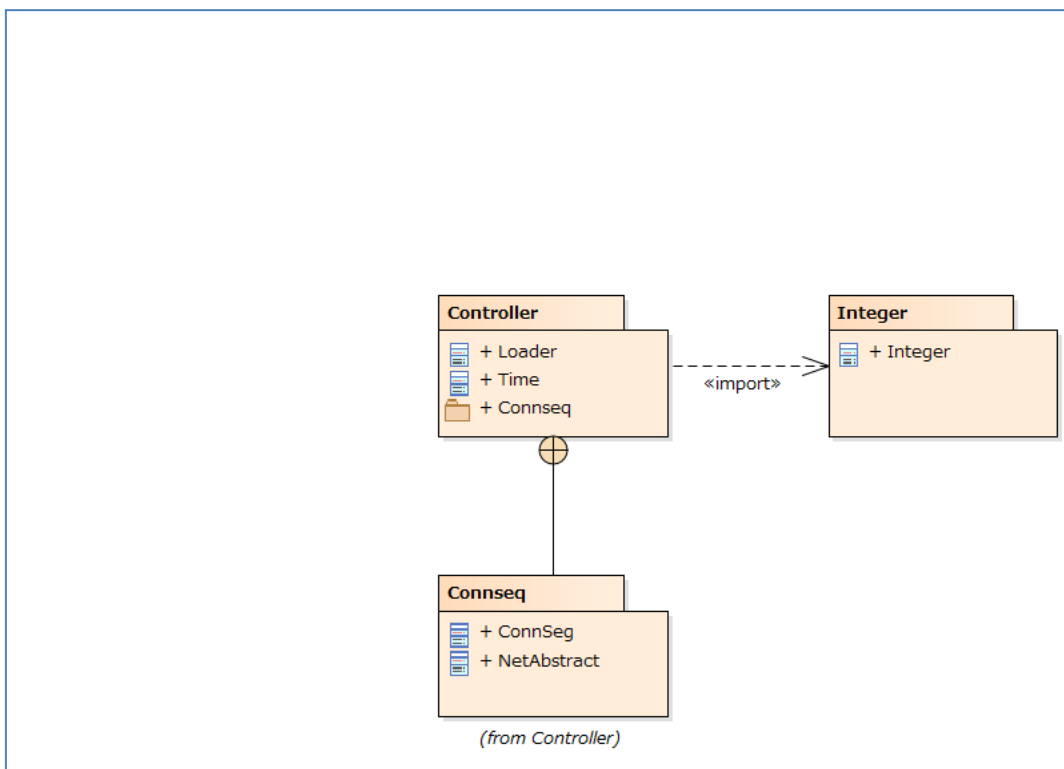 Controller
+ Loader
+ Time
+ Connseq
«import»
Integer
+ Integer
Connseq
+ ConnSeg
+ NetAbstract
(from Controller)